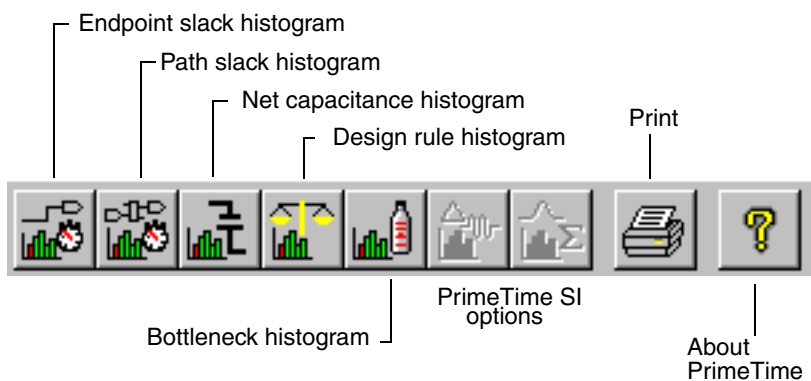 Endpoint slack histogram
Path slack histogram
Net capacitance histogram
Design rule histogram
Print
PrimeTime SI
options
Bottleneck histogram
About
PrimeTime